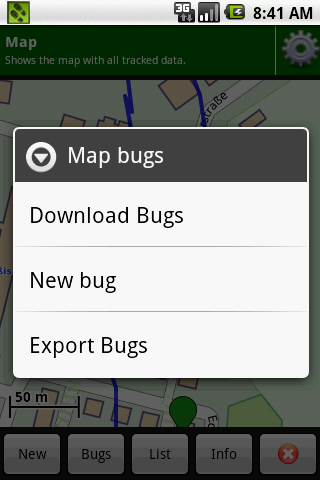 3G 8:41 AM
Map
Shows the map with all tracked data.
straße
Map bugs
Download Bugs
New bug
Export Bugs
50 m
New Bugs List Info